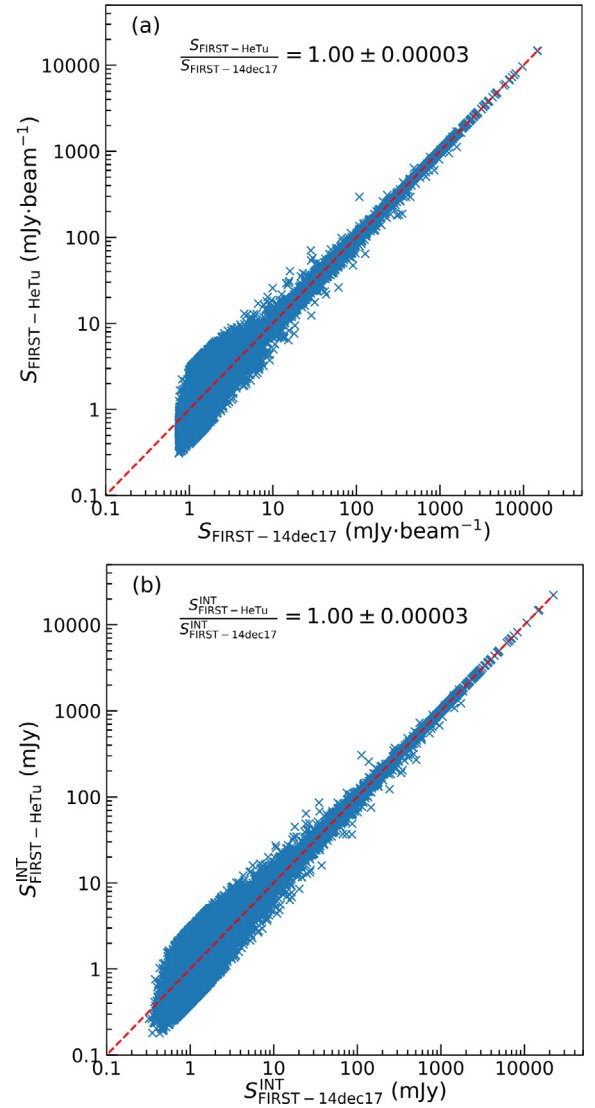 (a)
S_FIRST−HeTu / S_FIRST−14dec17 = 1.00 ± 0.00003
10000
1000
100
10
1
0.1
S_FIRST−HeTu (mJy·beam⁻¹)
0.1 1 10 100 1000 10000
S_FIRST−14dec17 (mJy·beam⁻¹)
(b)
S^INT_FIRST−HeTu / S^INT_FIRST−14dec17 = 1.00 ± 0.00003
10000
1000
100
10
1
0.1
S^INT_FIRST−HeTu (mJy)
0.1 1 10 100 1000 10000
S^INT_FIRST−14dec17 (mJy)